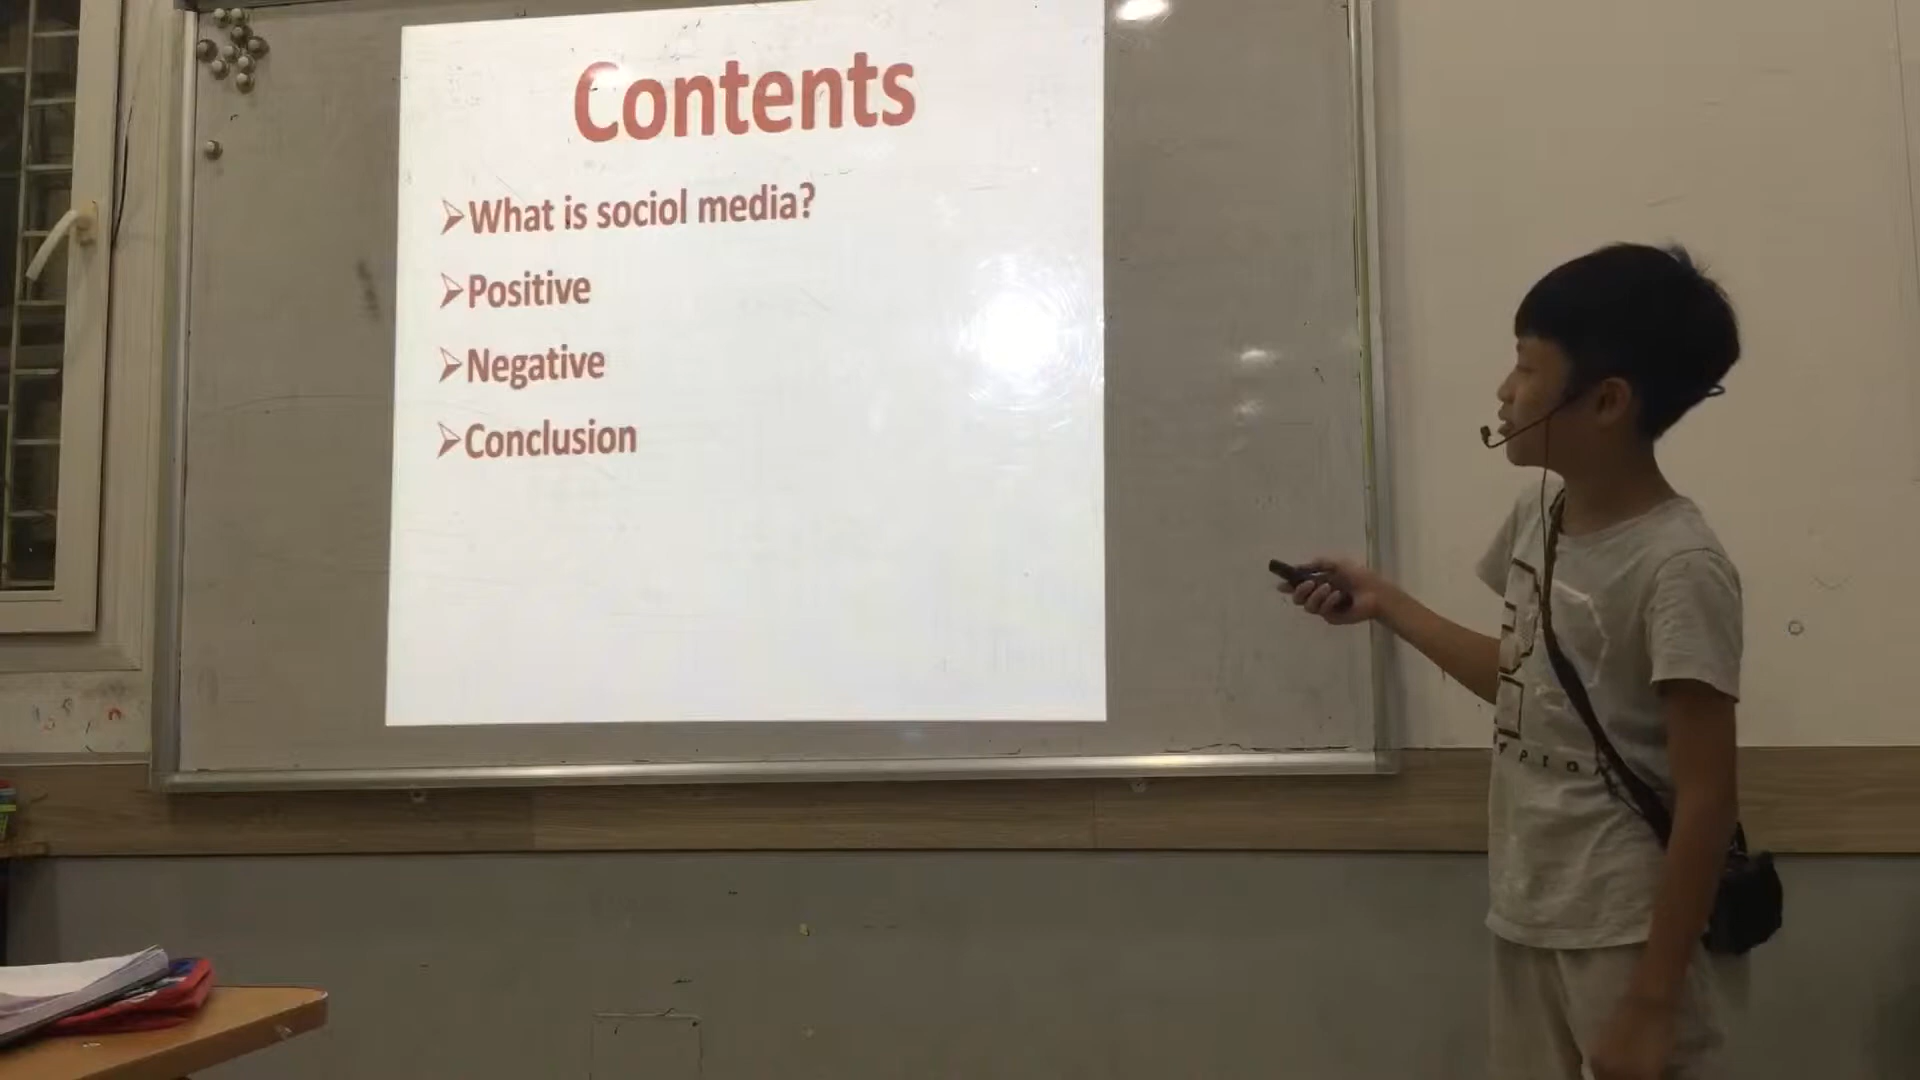 Contents
What is sociol media?
Positive
Negative
Conclusion